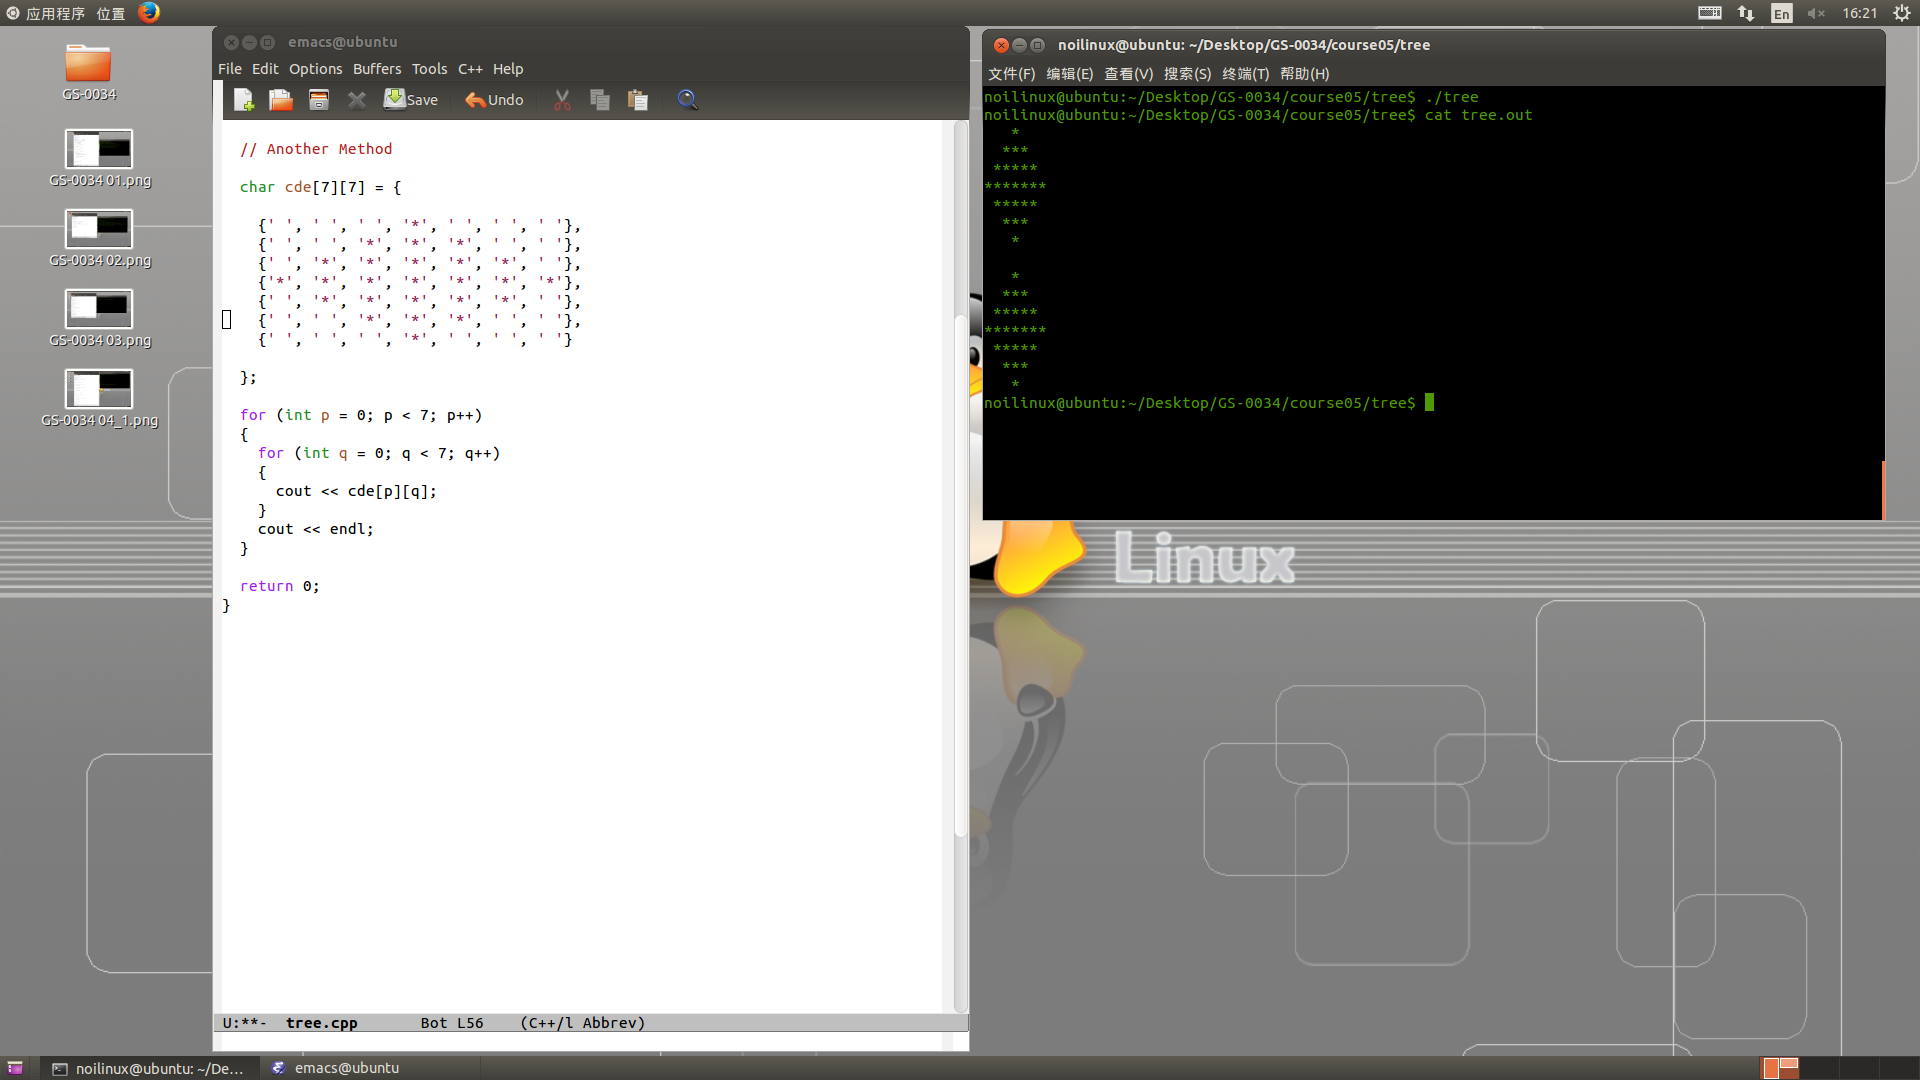 应用程序 位置
En 16:21
GS-0034
GS-0034 01.png
GS-0034 02.png
GS-0034 03.png
GS-0034 04_1.png
emacs@ubuntu
File Edit Options Buffers Tools C++ Help
Save Undo
// Another Method
char cde[7][7] = {
{' ', ' ', ' ', '*', ' ', ' ', ' '},
{' ', ' ', '*', '*', '*', ' ', ' '},
{' ', '*', '*', '*', '*', '*', ' '},
{'*', '*', '*', '*', '*', '*', '*'},
{' ', '*', '*', '*', '*', '*', ' '},
{' ', ' ', '*', '*', '*', ' ', ' '},
{' ', ' ', ' ', '*', ' ', ' ', ' '}
};
for (int p = 0; p < 7; p++)
{
for (int q = 0; q < 7; q++)
{
cout << cde[p][q];
}
cout << endl;
}
return 0;
}
U:**- tree.cpp Bot L56 (C++/l Abbrev)
noilinux@ubuntu: ~/Desktop/GS-0034/course05/tree
文件(F) 编辑(E) 查看(V) 搜索(S) 终端(T) 帮助(H)
noilinux@ubuntu:~/Desktop/GS-0034/course05/tree$ ./tree
noilinux@ubuntu:~/Desktop/GS-0034/course05/tree$ cat tree.out
   *
  ***
 *****
*******
 *****
  ***
   *
   *
  ***
 *****
*******
 *****
  ***
   *
noilinux@ubuntu:~/Desktop/GS-0034/course05/tree$
Linux
noilinux@ubuntu: ~/De...
emacs@ubuntu